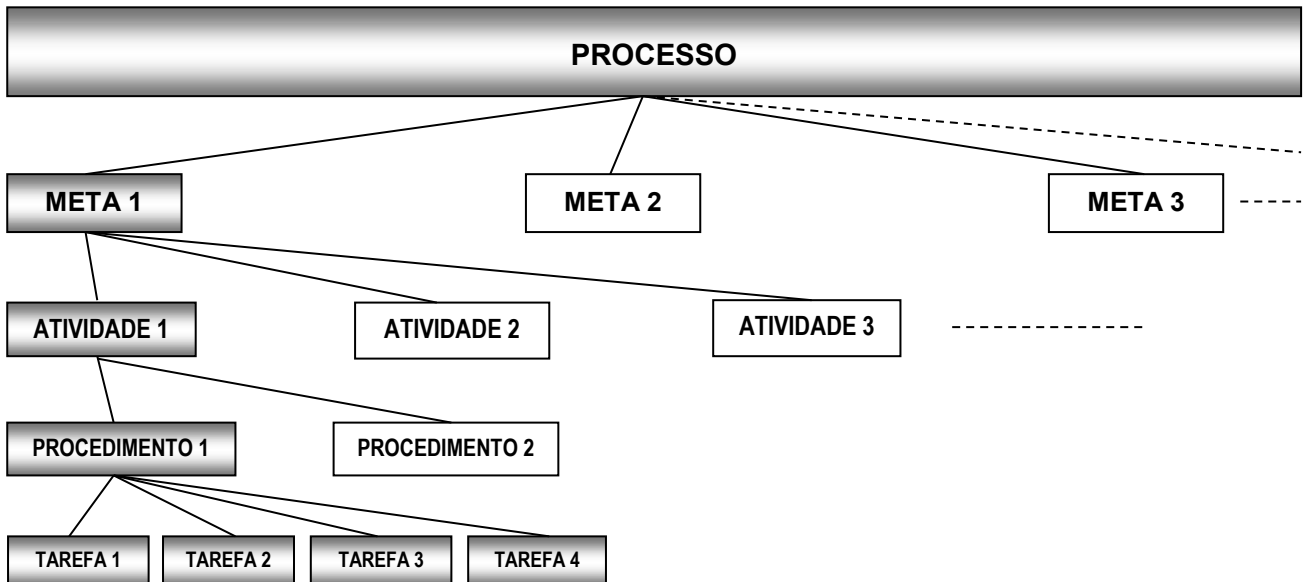 PROCESSO
META 1
META 2
META 3
ATIVIDADE 1
ATIVIDADE 2
ATIVIDADE 3
PROCEDIMENTO 1
PROCEDIMENTO 2
TAREFA 1
TAREFA 2
TAREFA 3
TAREFA 4